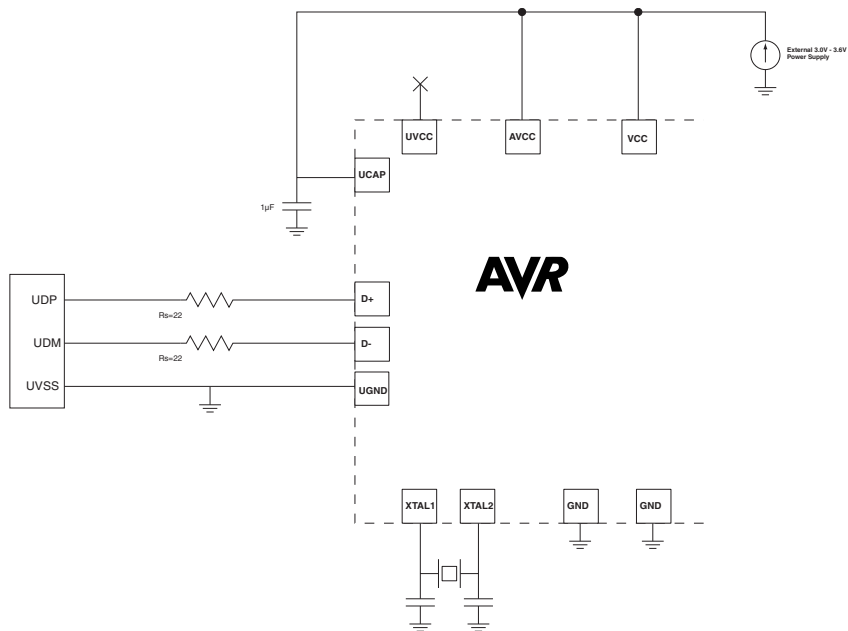 External 3.0V - 3.6V
Power Supply
UVCC
AVCC
VCC
UCAP
1µF
AVR
UDP
D+
Rs=22
UDM
D-
Rs=22
UVSS
UGND
XTAL1
XTAL2
GND
GND